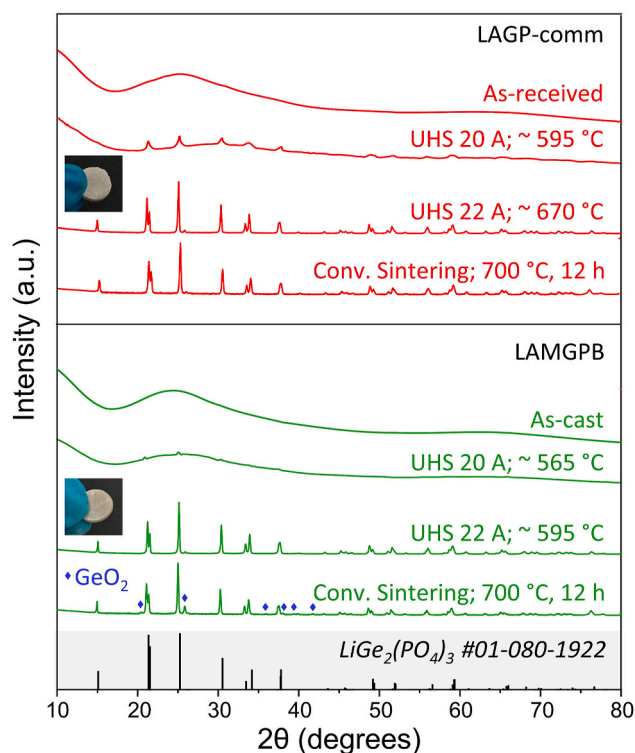 LAGP-comm
As-received
UHS 20 A; ~ 595 °C
UHS 22 A; ~ 670 °C
Conv. Sintering; 700 °C, 12 h
LAMGPB
As-cast
UHS 20 A; ~ 565 °C
UHS 22 A; ~ 595 °C
GeO₂
Conv. Sintering; 700 °C, 12 h
LiGe₂(PO₄)₃ #01-080-1922
Intensity (a.u.)
10 20 30 40 50 60 70 80
2θ (degrees)